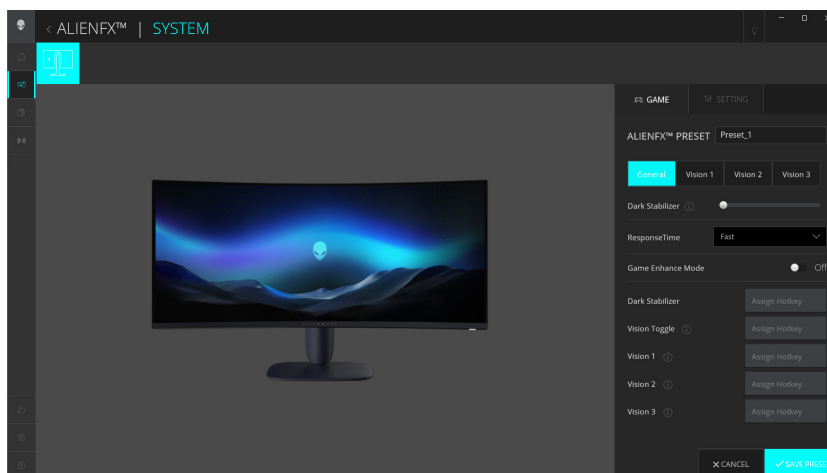 < ALIENFX™ | SYSTEM
GAME
SETTING
ALIENFX™ PRESET Preset_1
General Vision 1 Vision 2 Vision 3
Dark Stabilizer
ResponseTime Fast
Game Enhance Mode Off
Dark Stabilizer Assign Hotkey
Vision Toggle Assign Hotkey
Vision 1 Assign Hotkey
Vision 2 Assign Hotkey
Vision 3 Assign Hotkey
CANCEL SAVE PRESE
ALIENWARE